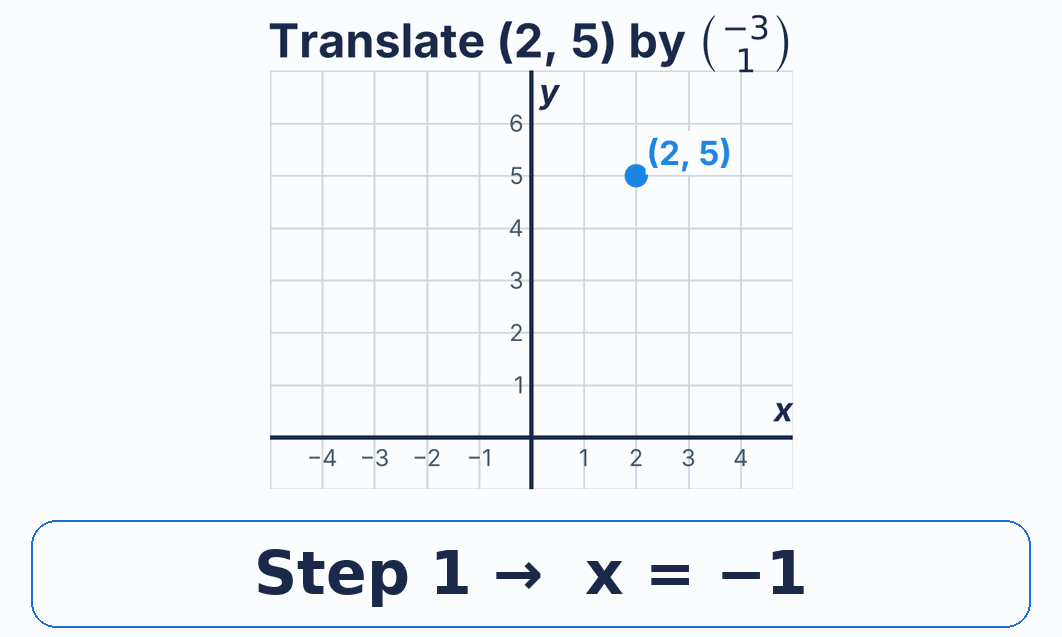 Translate (2, 5) by (−3
1)
y
6
(2, 5)
5
4
3
2
1
x
−4 −3 −2 −1 1 2 3 4
Step 1 → x = −1